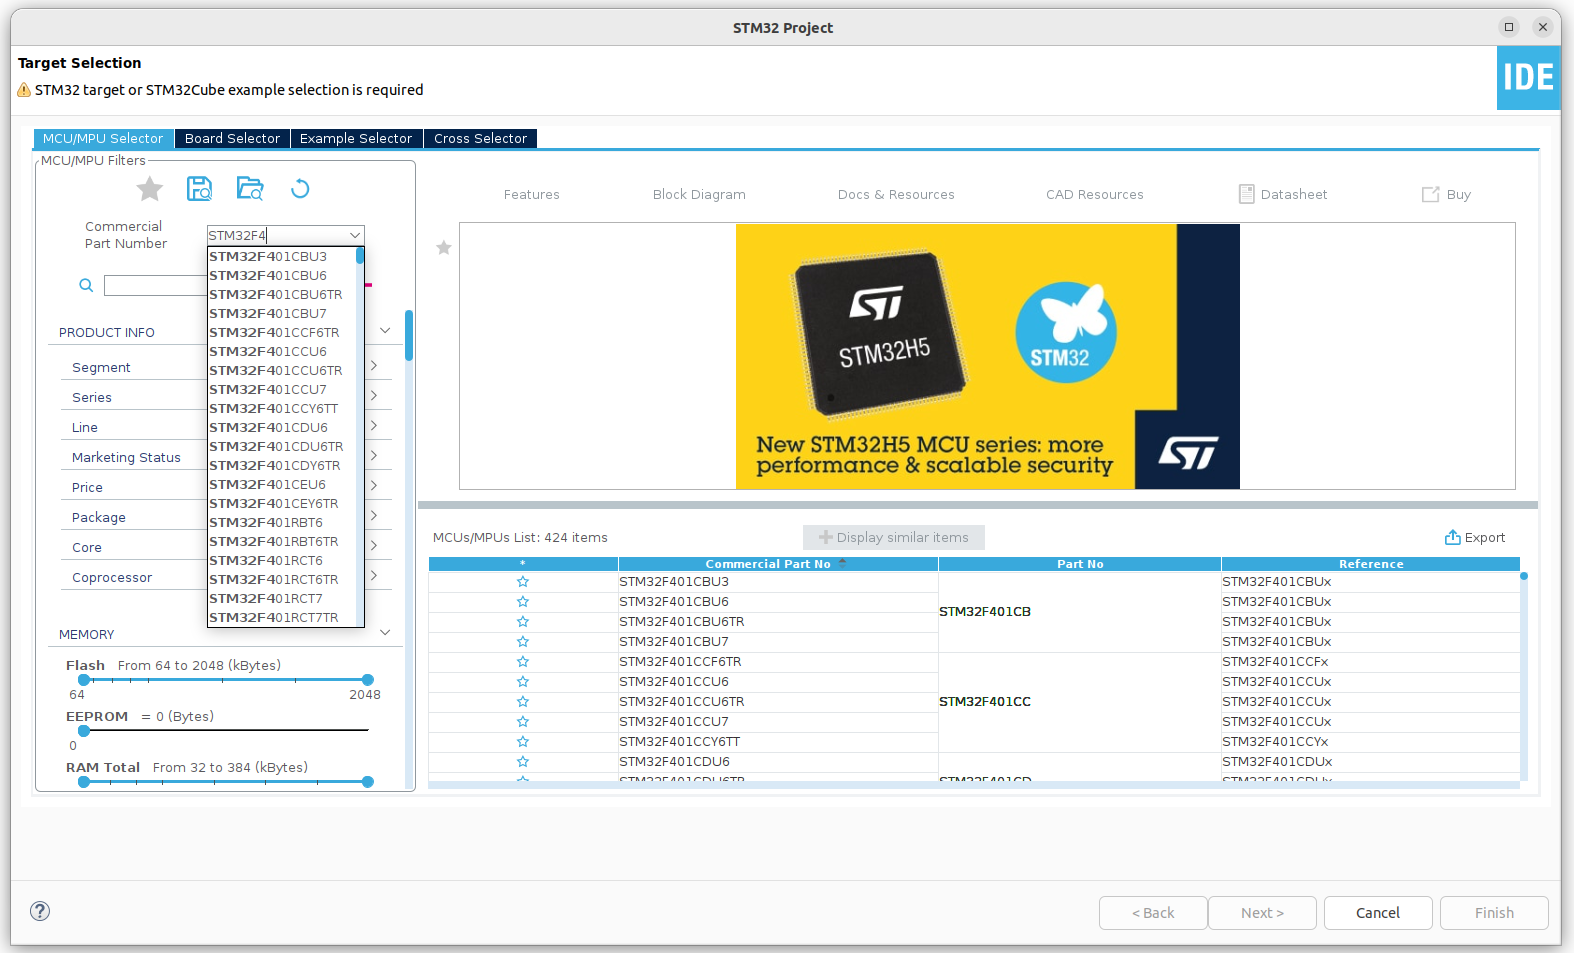 STM32 Project
Target Selection
STM32 target or STM32Cube example selection is required
IDE
MCU/MPU Selector
Board Selector
Example Selector
Cross Selector
MCU/MPU Filters
Commercial
Part Number
STM32F4
STM32F401CBU3
STM32F401CBU6
STM32F401CBU6TR
STM32F401CBU7
STM32F401CCF6TR
STM32F401CCU6
STM32F401CCU6TR
STM32F401CCU7
STM32F401CCY6TT
STM32F401CDU6
STM32F401CDU6TR
STM32F401CDY6TR
STM32F401CEU6
STM32F401CEY6TR
STM32F401RBT6
STM32F401RBT6TR
STM32F401RCT6
STM32F401RCT6TR
STM32F401RCT7
STM32F401RCT7TR
PRODUCT INFO
Segment
Series
Line
Marketing Status
Price
Package
Core
Coprocessor
MEMORY
Flash From 64 to 2048 (kBytes)
64 2048
EEPROM = 0 (Bytes)
0
RAM Total From 32 to 384 (kBytes)
Features
Block Diagram
Docs & Resources
CAD Resources
Datasheet
Buy
ST
STM32H5
STM32
New STM32H5 MCU series: more
performance & scalable security
ST
MCUs/MPUs List: 424 items
Display similar items
Export
* Commercial Part No Part No Reference
STM32F401CBU3 STM32F401CBUx
STM32F401CBU6 STM32F401CB STM32F401CBUx
STM32F401CBU6TR STM32F401CBUx
STM32F401CBU7 STM32F401CBUx
STM32F401CCF6TR STM32F401CCFx
STM32F401CCU6 STM32F401CCUx
STM32F401CCU6TR STM32F401CC STM32F401CCUx
STM32F401CCU7 STM32F401CCUx
STM32F401CCY6TT STM32F401CCYx
STM32F401CDU6 STM32F401CDUx
STM32F401CDU6TR STM32F401CD STM32F401CDUx
?
< Back
Next >
Cancel
Finish